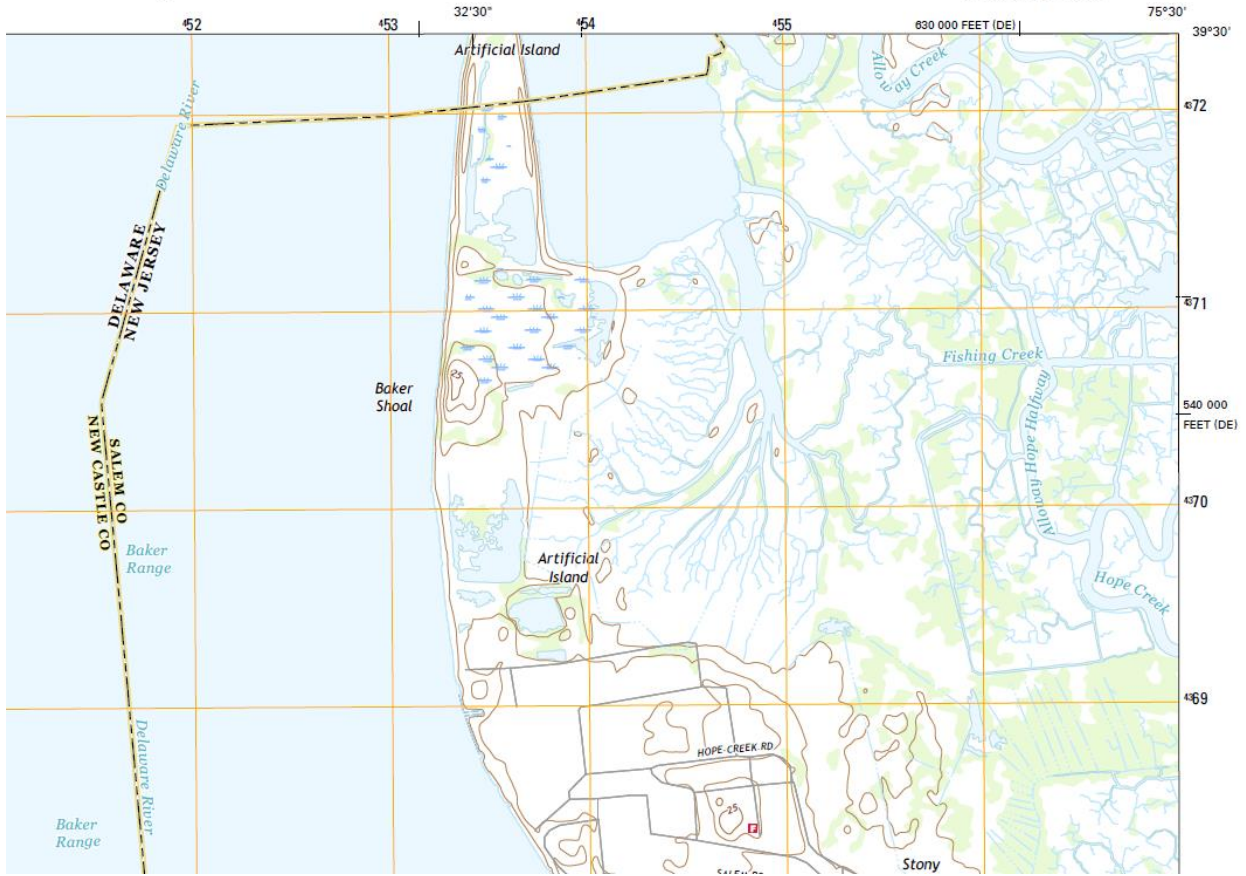 32'30"
75°30'
⁴52
⁴53
⁴54
⁴55
630 000 FEET (DE)
39°30'
Artificial Island
Alloway Creek
Delaware River
⁴³72
DELAWARE
NEW JERSEY
⁴³71
Fishing Creek
Baker
Shoal
25
Alloway Hope Halfway
540 000
FEET (DE)
SALEM CO
NEW CASTLE CO
⁴³70
Baker
Range
Artificial
Island
Hope Creek
⁴³69
Delaware River
HOPE CREEK RD
25
F
Baker
Range
Stony